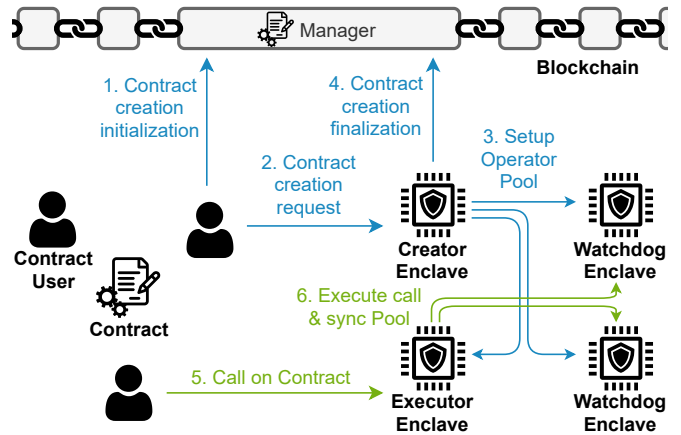 Manager
Blockchain
1. Contract
creation
initialization
4. Contract
creation
finalization
2. Contract
creation
request
3. Setup
Operator
Pool
Contract
User
Contract
Creator
Enclave
Watchdog
Enclave
6. Execute call
& sync Pool
5. Call on Contract
Executor
Enclave
Watchdog
Enclave